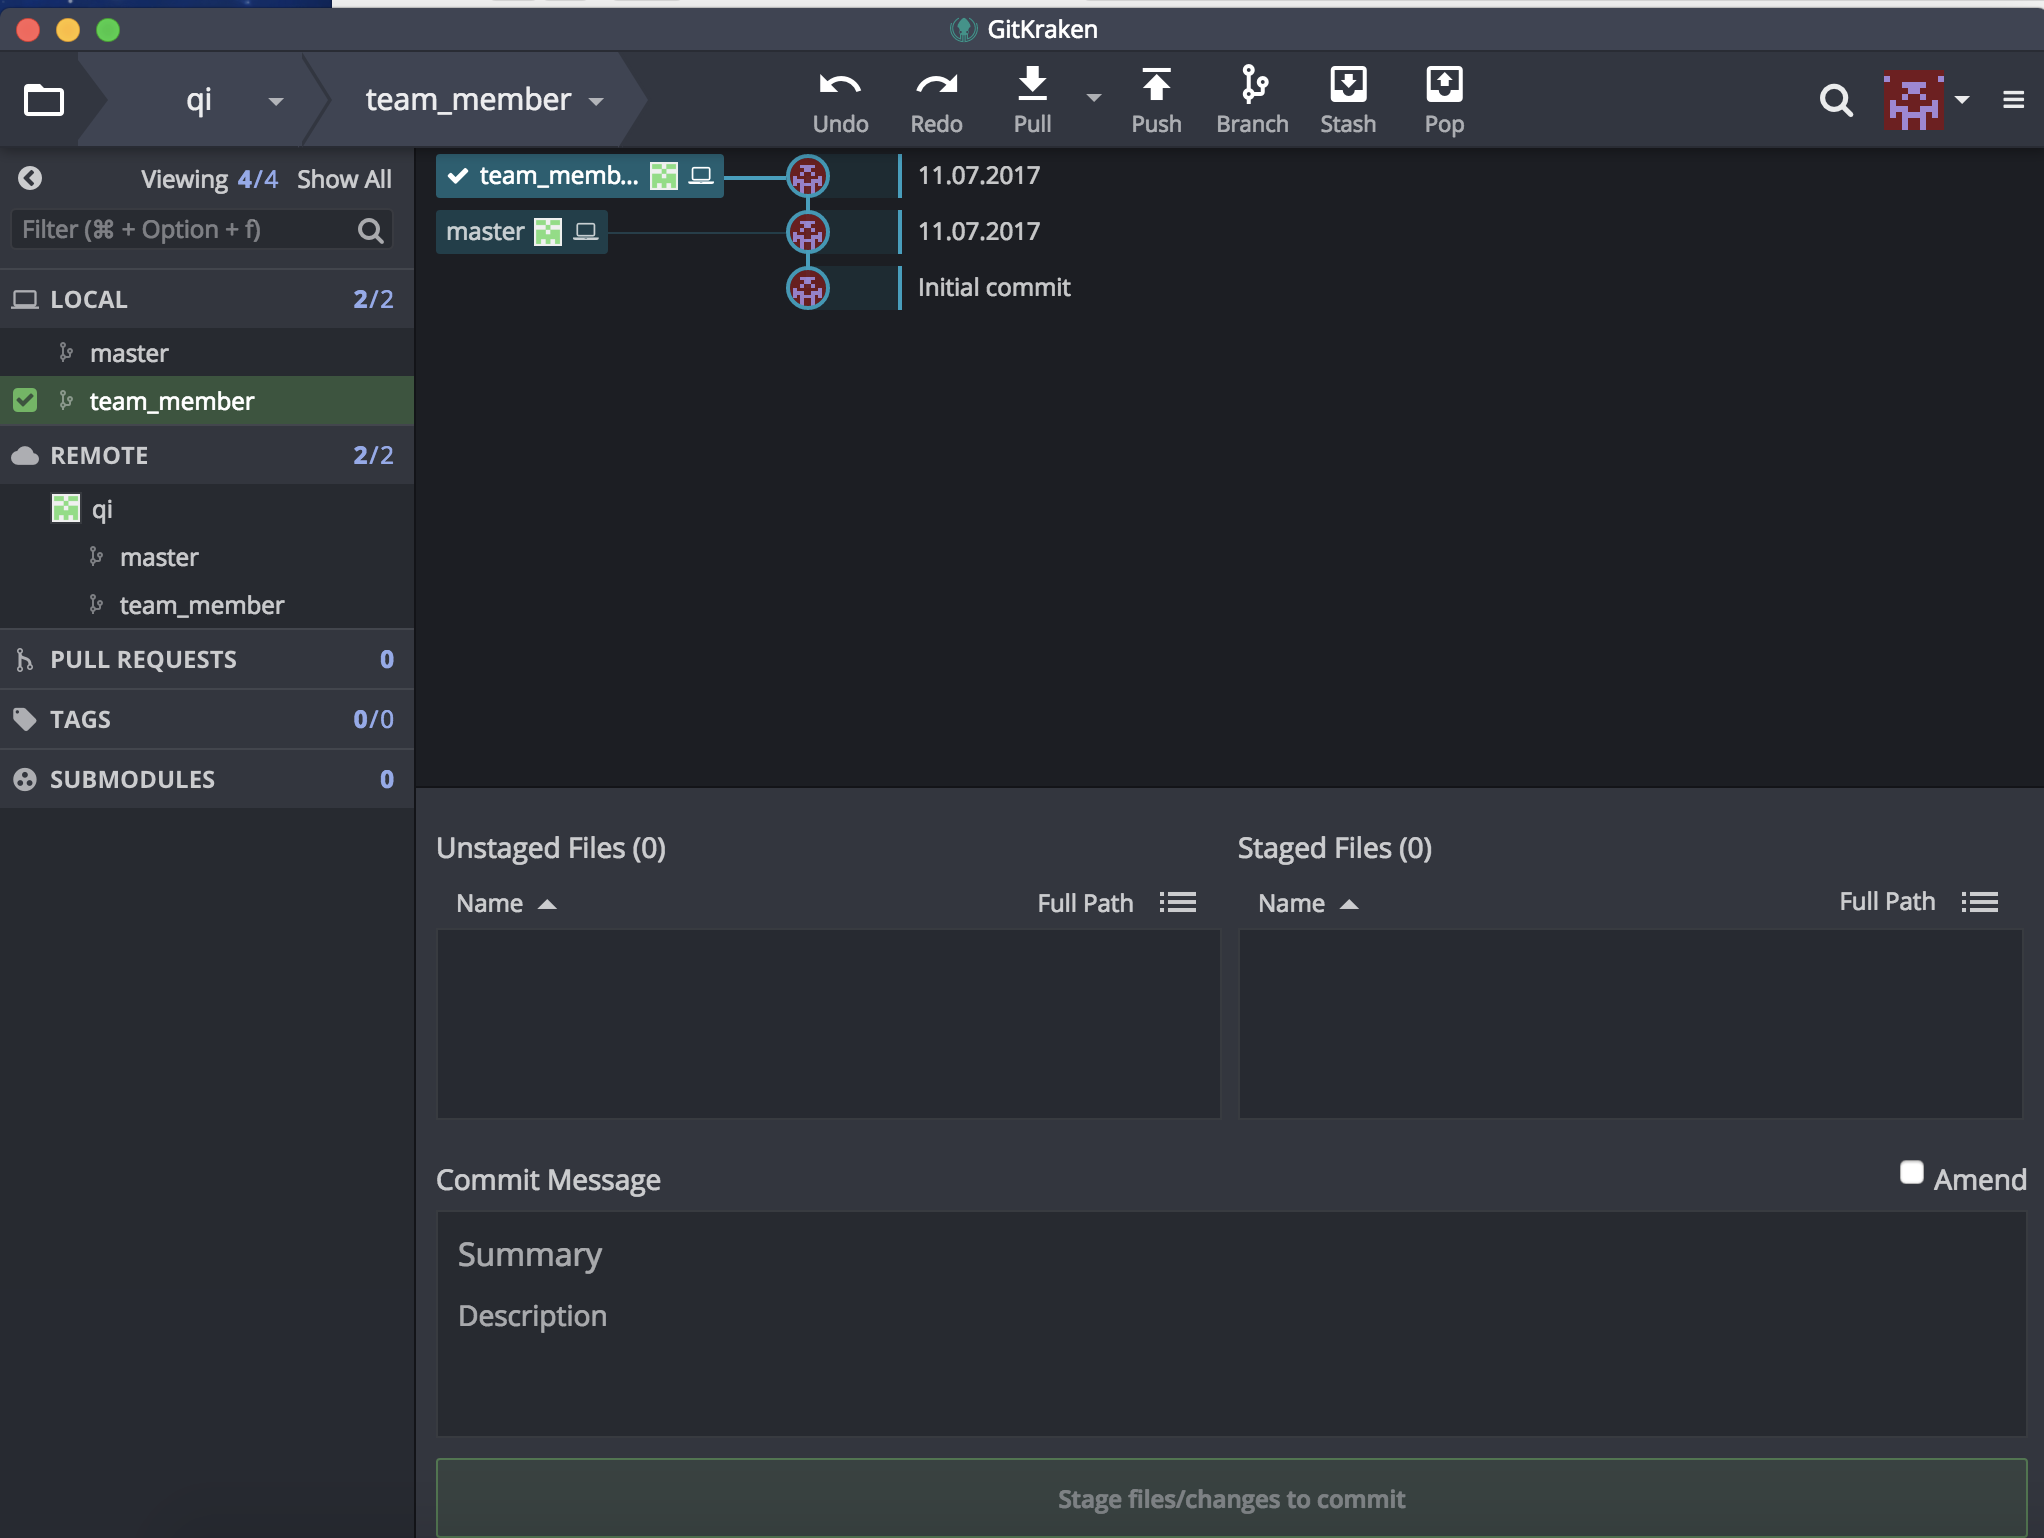 GitKraken
qi
team_member
Undo
Redo
Pull
Push
Branch
Stash
Pop
Viewing 4/4 Show All
Filter (⌘ + Option + f)
LOCAL 2/2
master
team_member
REMOTE 2/2
qi
master
team_member
PULL REQUESTS 0
TAGS 0/0
SUBMODULES 0
team_memb... 11.07.2017
master 11.07.2017
Initial commit
Unstaged Files (0)
Name Full Path
Staged Files (0)
Name Full Path
Commit Message
Amend
Summary
Description
Stage files/changes to commit